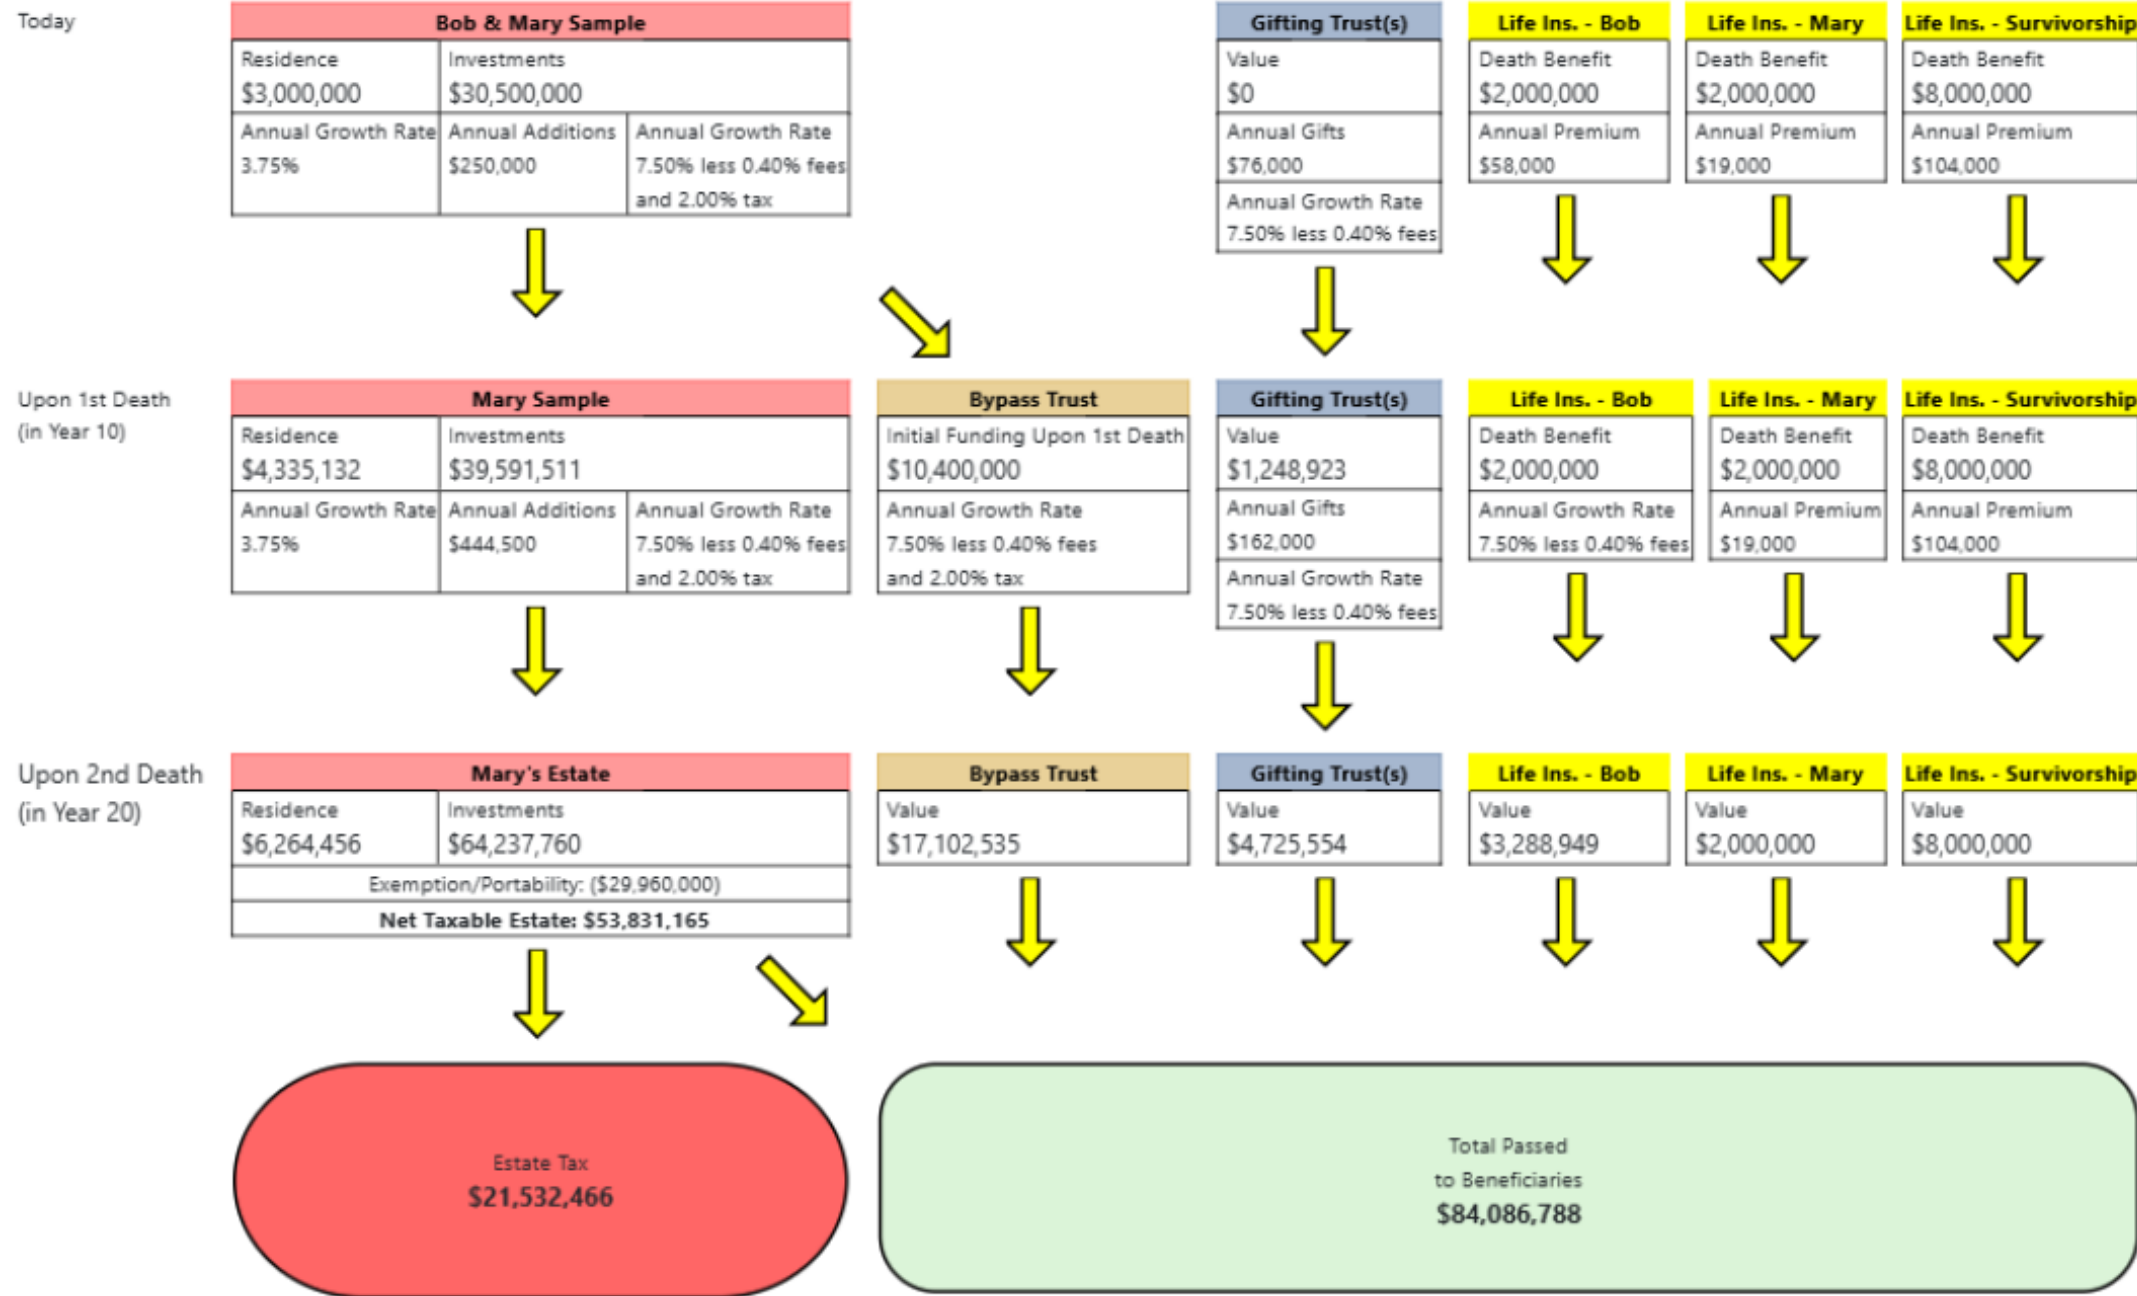 Today
Bob & Mary Sample
Residence
$3,000,000
Investments
$30,500,000
Annual Growth Rate
3.75%
Annual Additions
$250,000
Annual Growth Rate
7.50% less 0.40% fees
and 2.00% tax
Gifting Trust(s)
Value
$0
Annual Gifts
$76,000
Annual Growth Rate
7.50% less 0.40% fees
Life Ins. - Bob
Death Benefit
$2,000,000
Annual Premium
$58,000
Life Ins. - Mary
Death Benefit
$2,000,000
Annual Premium
$19,000
Life Ins. - Survivorship
Death Benefit
$8,000,000
Annual Premium
$104,000
Upon 1st Death
(in Year 10)
Mary Sample
Residence
$4,335,132
Investments
$39,591,511
Annual Growth Rate
3.75%
Annual Additions
$444,500
Annual Growth Rate
7.50% less 0.40% fees
and 2.00% tax
Bypass Trust
Initial Funding Upon 1st Death
$10,400,000
Annual Growth Rate
7.50% less 0.40% fees
and 2.00% tax
Gifting Trust(s)
Value
$1,248,923
Annual Gifts
$162,000
Annual Growth Rate
7.50% less 0.40% fees
Life Ins. - Bob
Death Benefit
$2,000,000
Annual Growth Rate
7.50% less 0.40% fees
Life Ins. - Mary
Death Benefit
$2,000,000
Annual Premium
$19,000
Life Ins. - Survivorship
Death Benefit
$8,000,000
Annual Premium
$104,000
Upon 2nd Death
(in Year 20)
Mary's Estate
Residence
$6,264,456
Investments
$64,237,760
Exemption/Portability: ($29,960,000)
Net Taxable Estate: $53,831,165
Bypass Trust
Value
$17,102,535
Gifting Trust(s)
Value
$4,725,554
Life Ins. - Bob
Value
$3,288,949
Life Ins. - Mary
Value
$2,000,000
Life Ins. - Survivorship
Value
$8,000,000
Estate Tax
$21,532,466
Total Passed
to Beneficiaries
$84,086,788